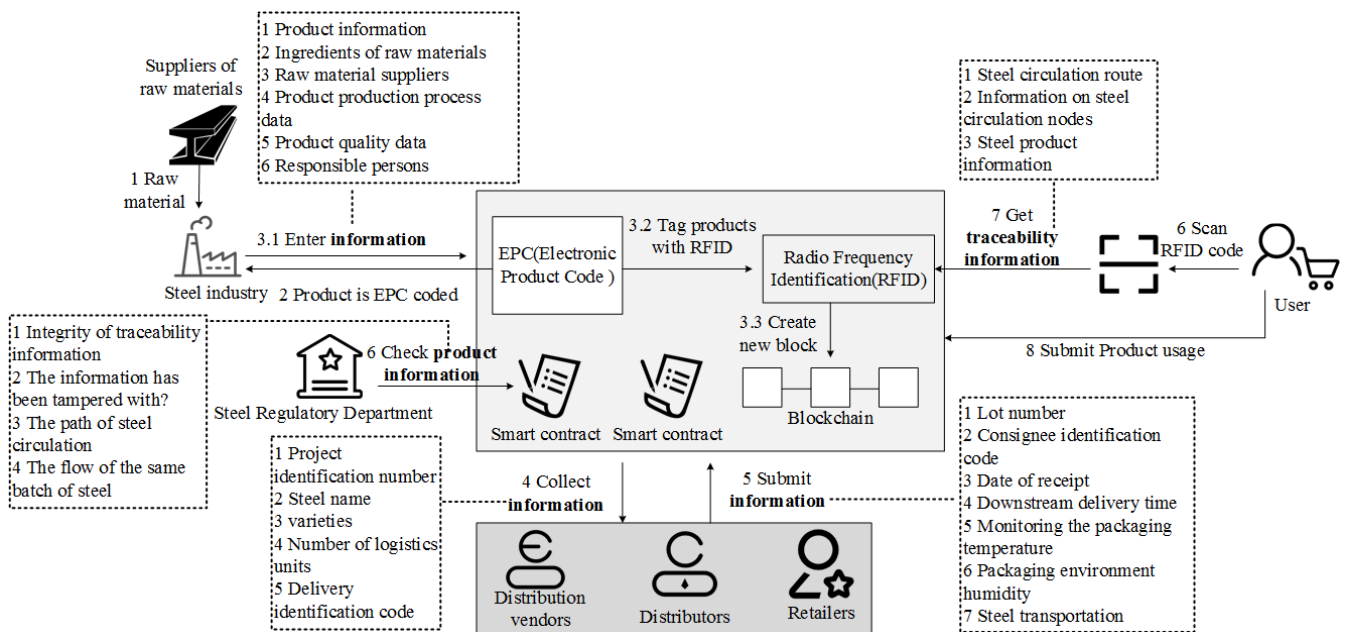 Suppliers of
raw materials
1 Raw
material
Steel industry
1 Product information
2 Ingredients of raw materials
3 Raw material suppliers
4 Product production process
data
5 Product quality data
6 Responsible persons
3.1 Enter information
2 Product is EPC coded
EPC(Electronic
Product Code )
3.2 Tag products
with RFID
Radio Frequency
Identification(RFID)
3.3 Create
new block
Blockchain
Smart contract
Smart contract
1 Steel circulation route
2 Information on steel
circulation nodes
3 Steel product
information
7 Get
traceability
information
6 Scan
RFID code
User
8 Submit Product usage
1 Integrity of traceability
information
2 The information has
been tampered with?
3 The path of steel
circulation
4 The flow of the same
batch of steel
6 Check product
information
Steel Regulatory Department
1 Project
identification number
2 Steel name
3 varieties
4 Number of logistics
units
5 Delivery
identification code
4 Collect
information
5 Submit
information
1 Lot number
2 Consignee identification
code
3 Date of receipt
4 Downstream delivery time
5 Monitoring the packaging
temperature
6 Packaging environment
humidity
7 Steel transportation
Distribution
vendors
Distributors
Retailers